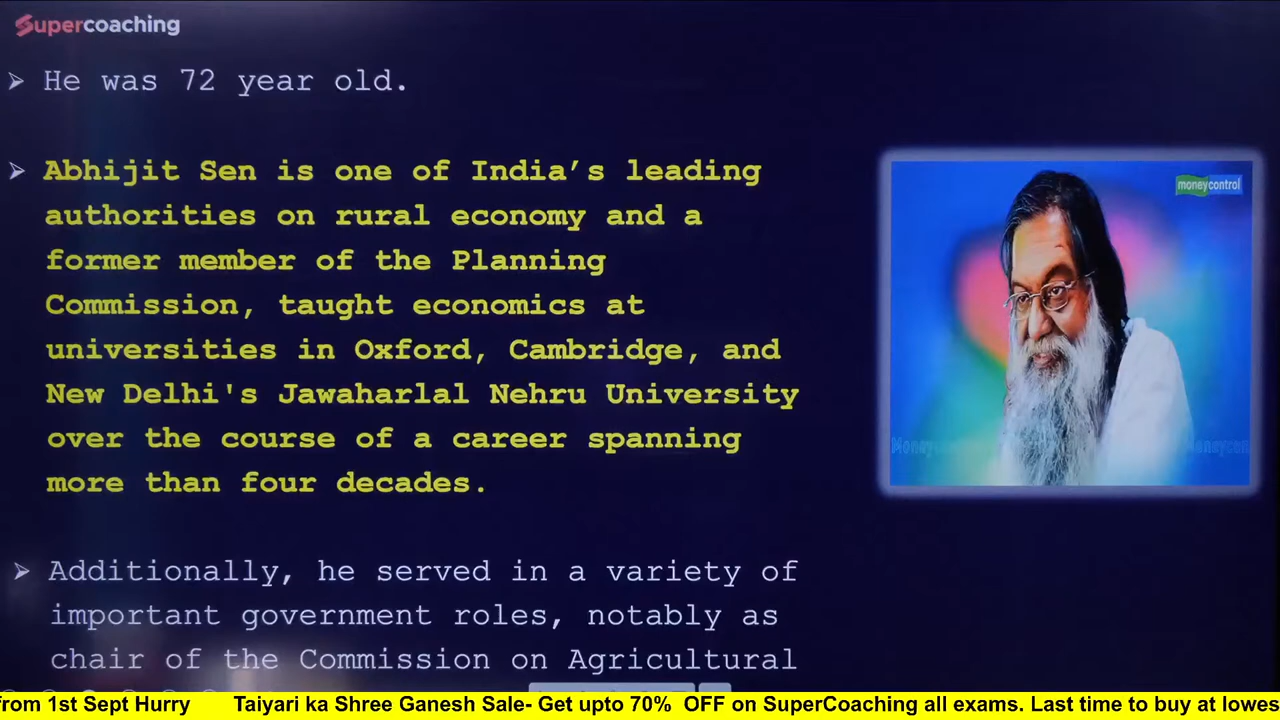 Supercoaching
➢ He was 72 year old.
➢ Abhijit Sen is one of India’s leading
authorities on rural economy and a
former member of the Planning
Commission, taught economics at
universities in Oxford, Cambridge, and
New Delhi's Jawaharlal Nehru University
over the course of a career spanning
more than four decades.
moneycontrol
Moneycon
Moneycon
➢ Additionally, he served in a variety of
important government roles, notably as
chair of the Commission on Agricultural
from 1st Sept Hurry Taiyari ka Shree Ganesh Sale- Get upto 70% OFF on SuperCoaching all exams. Last time to buy at lowes